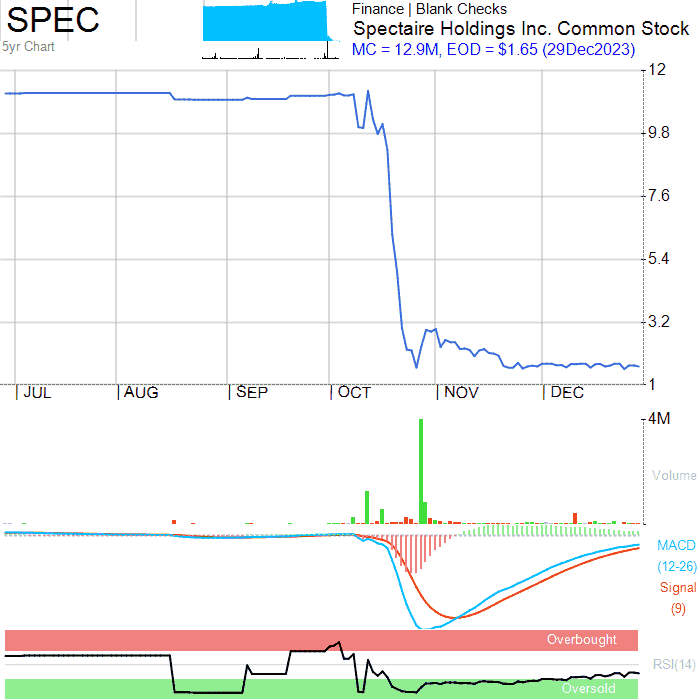 SPEC
5yr Chart
Finance | Blank Checks
Spectaire Holdings Inc. Common Stock
MC = 12.9M, EOD = $1.65 (29Dec2023)
12
9.8
7.6
5.4
3.2
1
JUL AUG SEP OCT NOV DEC
4M
Volume
MACD
(12-26)
Signal
(9)
Overbought
RSI(14)
Oversold